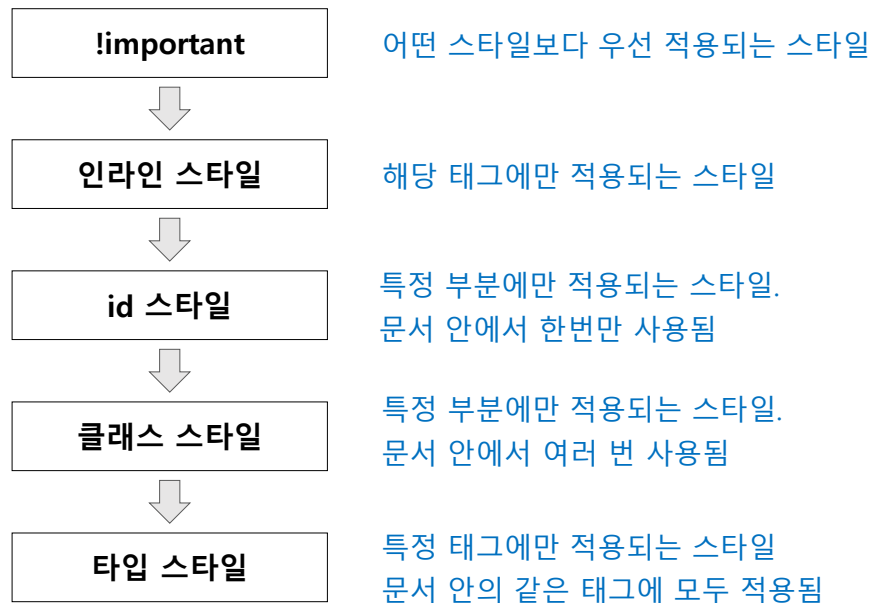 !important
어떤 스타일보다 우선 적용되는 스타일
인라인 스타일
해당 태그에만 적용되는 스타일
id 스타일
특정 부분에만 적용되는 스타일.
문서 안에서 한번만 사용됨
클래스 스타일
특정 부분에만 적용되는 스타일.
문서 안에서 여러 번 사용됨
타입 스타일
특정 태그에만 적용되는 스타일
문서 안의 같은 태그에 모두 적용됨